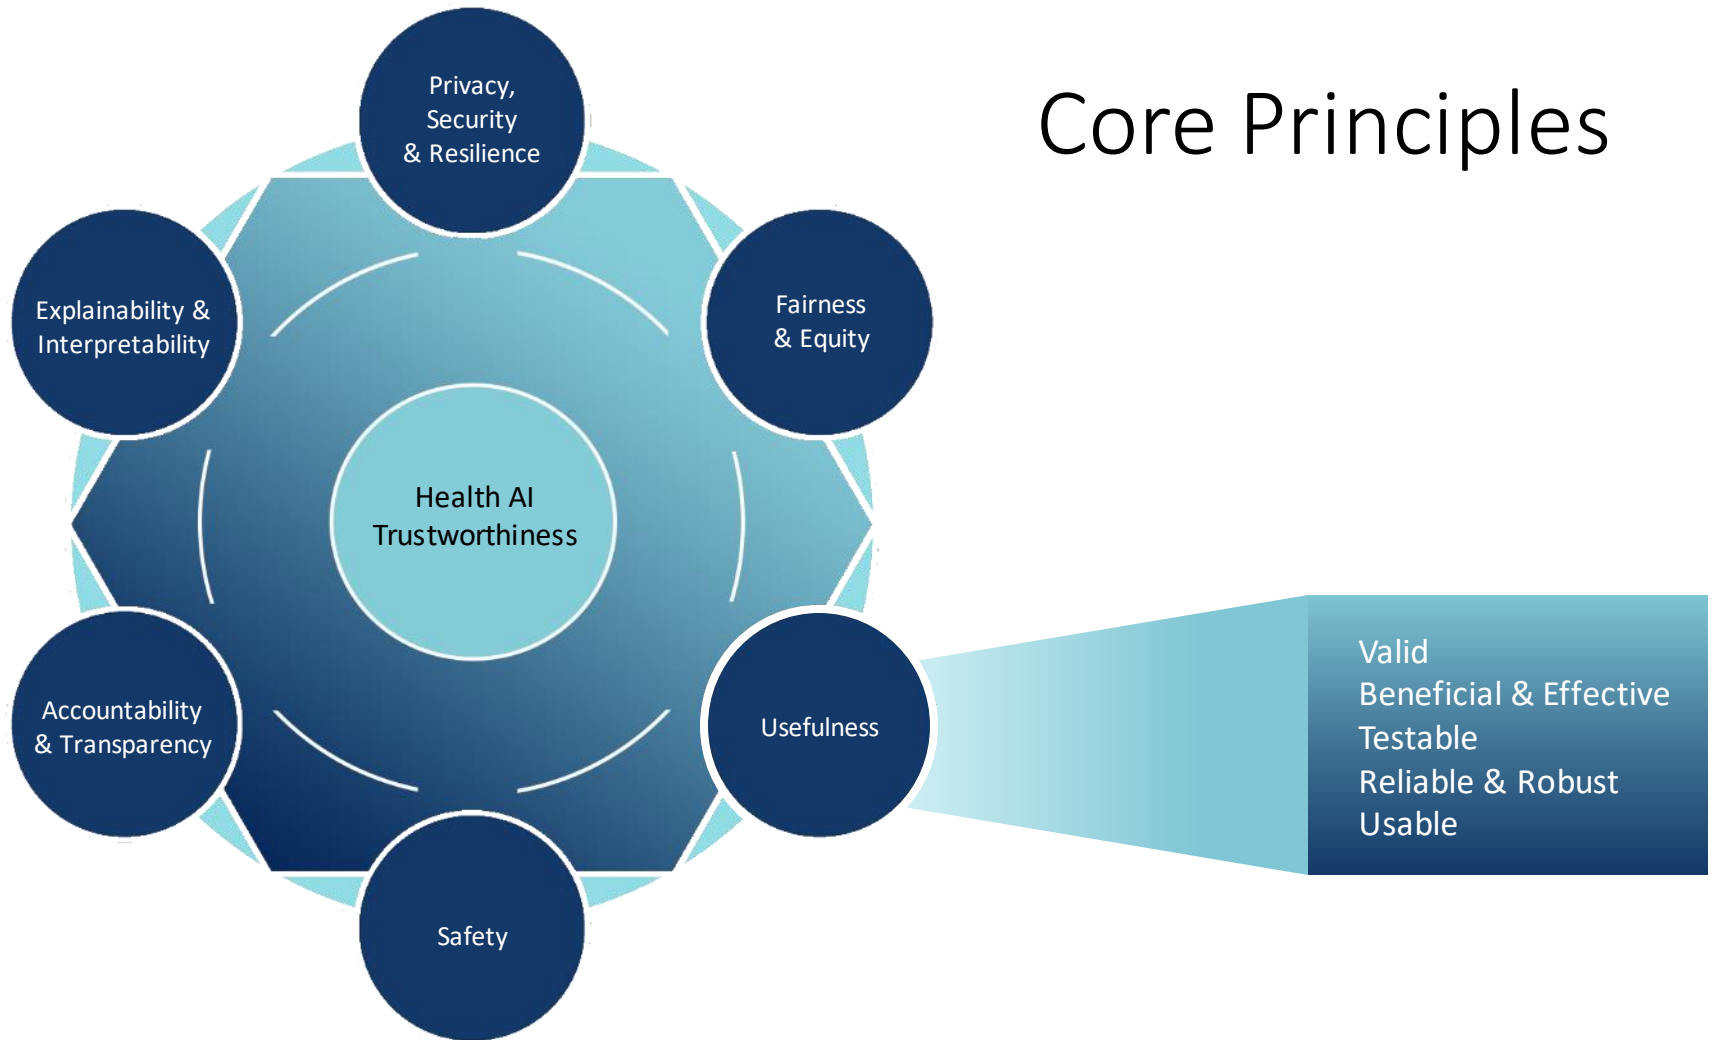 Core Principles
Privacy,
Security
& Resilience
Fairness
& Equity
Explainability &
Interpretability
Health AI
Trustworthiness
Accountability
& Transparency
Usefulness
Safety
Valid
Beneficial & Effective
Testable
Reliable & Robust
Usable